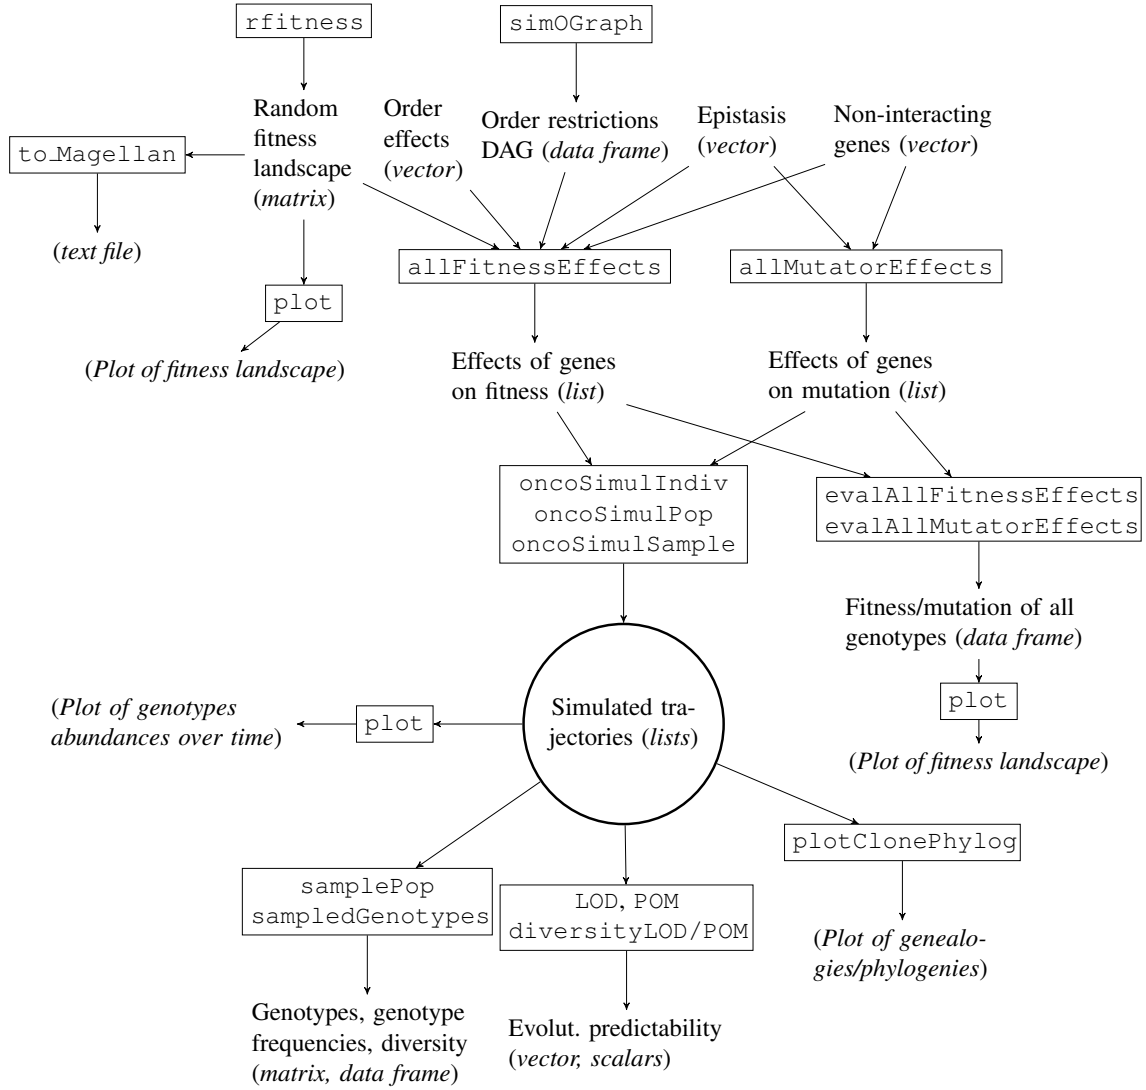 rfitness
simOGraph
Random
fitness
landscape
(matrix)
Order
effects
(vector)
Order restrictions
DAG (data frame)
Epistasis
(vector)
Non-interacting
genes (vector)
to_Magellan
(text file)
allFitnessEffects
allMutatorEffects
plot
(Plot of fitness landscape)
Effects of genes
on fitness (list)
Effects of genes
on mutation (list)
oncoSimulIndiv
oncoSimulPop
oncoSimulSample
evalAllFitnessEffects
evalAllMutatorEffects
Fitness/mutation of all
genotypes (data frame)
plot
(Plot of fitness landscape)
Simulated tra-
jectories (lists)
plot
(Plot of genotypes
abundances over time)
plotClonePhylog
(Plot of genealo-
gies/phylogenies)
samplePop
sampledGenotypes
LOD, POM
diversityLOD/POM
Genotypes, genotype
frequencies, diversity
(matrix, data frame)
Evolut. predictability
(vector, scalars)